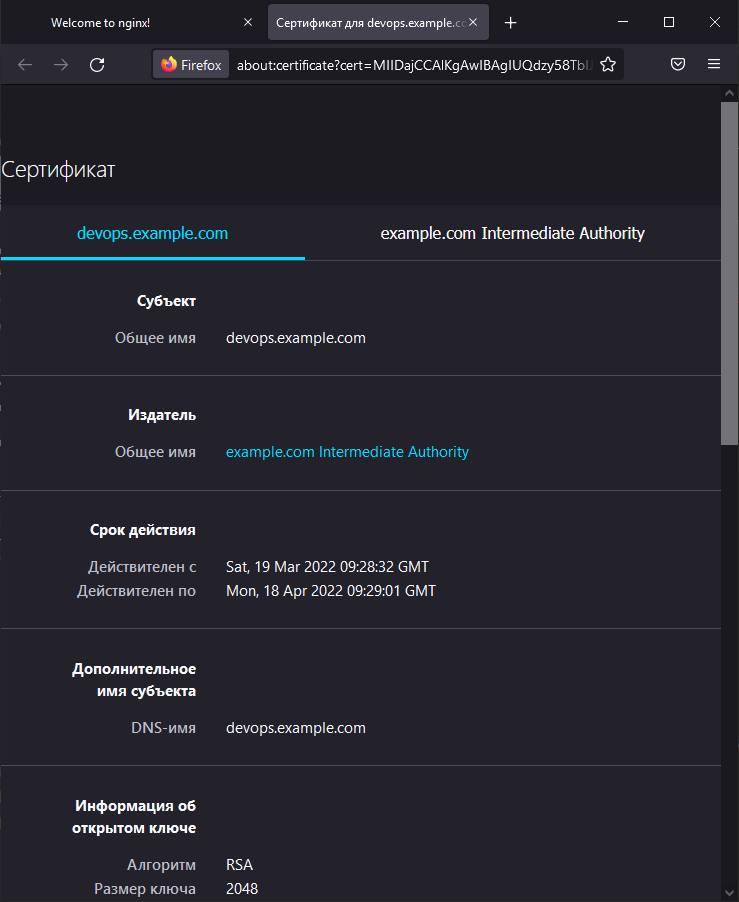 Welcome to nginx!
Сертификат для devops.example.co
Firefox about:certificate?cert=MIIDajCCAlKgAwIBAgIUQdzy58TblJ
Сертификат
devops.example.com
example.com Intermediate Authority
Субъект
Общее имя devops.example.com
Издатель
Общее имя example.com Intermediate Authority
Срок действия
Действителен с Sat, 19 Mar 2022 09:28:32 GMT
Действителен по Mon, 18 Apr 2022 09:29:01 GMT
Дополнительное
имя субъекта
DNS-имя devops.example.com
Информация об
открытом ключе
Алгоритм RSA
Размер ключа 2048